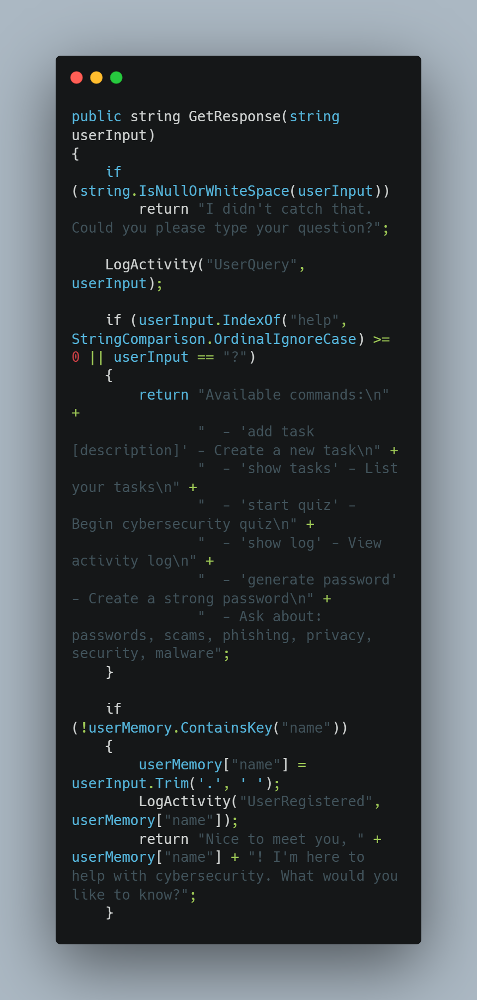 public string GetResponse(string
userInput)
{
    if
(string.IsNullOrWhiteSpace(userInput))
        return "I didn't catch that.
Could you please type your question?";

    LogActivity("UserQuery",
userInput);

    if (userInput.IndexOf("help",
StringComparison.OrdinalIgnoreCase) >=
0 || userInput == "?")
    {
        return "Available commands:\n"
+
               "  - 'add task
[description]' - Create a new task\n" +
               "  - 'show tasks' - List
your tasks\n" +
               "  - 'start quiz' -
Begin cybersecurity quiz\n" +
               "  - 'show log' - View
activity log\n" +
               "  - 'generate password'
- Create a strong password\n" +
               "  - Ask about:
passwords, scams, phishing, privacy,
security, malware";
    }

    if
(!userMemory.ContainsKey("name"))
    {
        userMemory["name"] =
userInput.Trim('.', ' ');
        LogActivity("UserRegistered",
userMemory["name"]);
        return "Nice to meet you, " +
userMemory["name"] + "! I'm here to
help with cybersecurity. What would you
like to know?";
    }